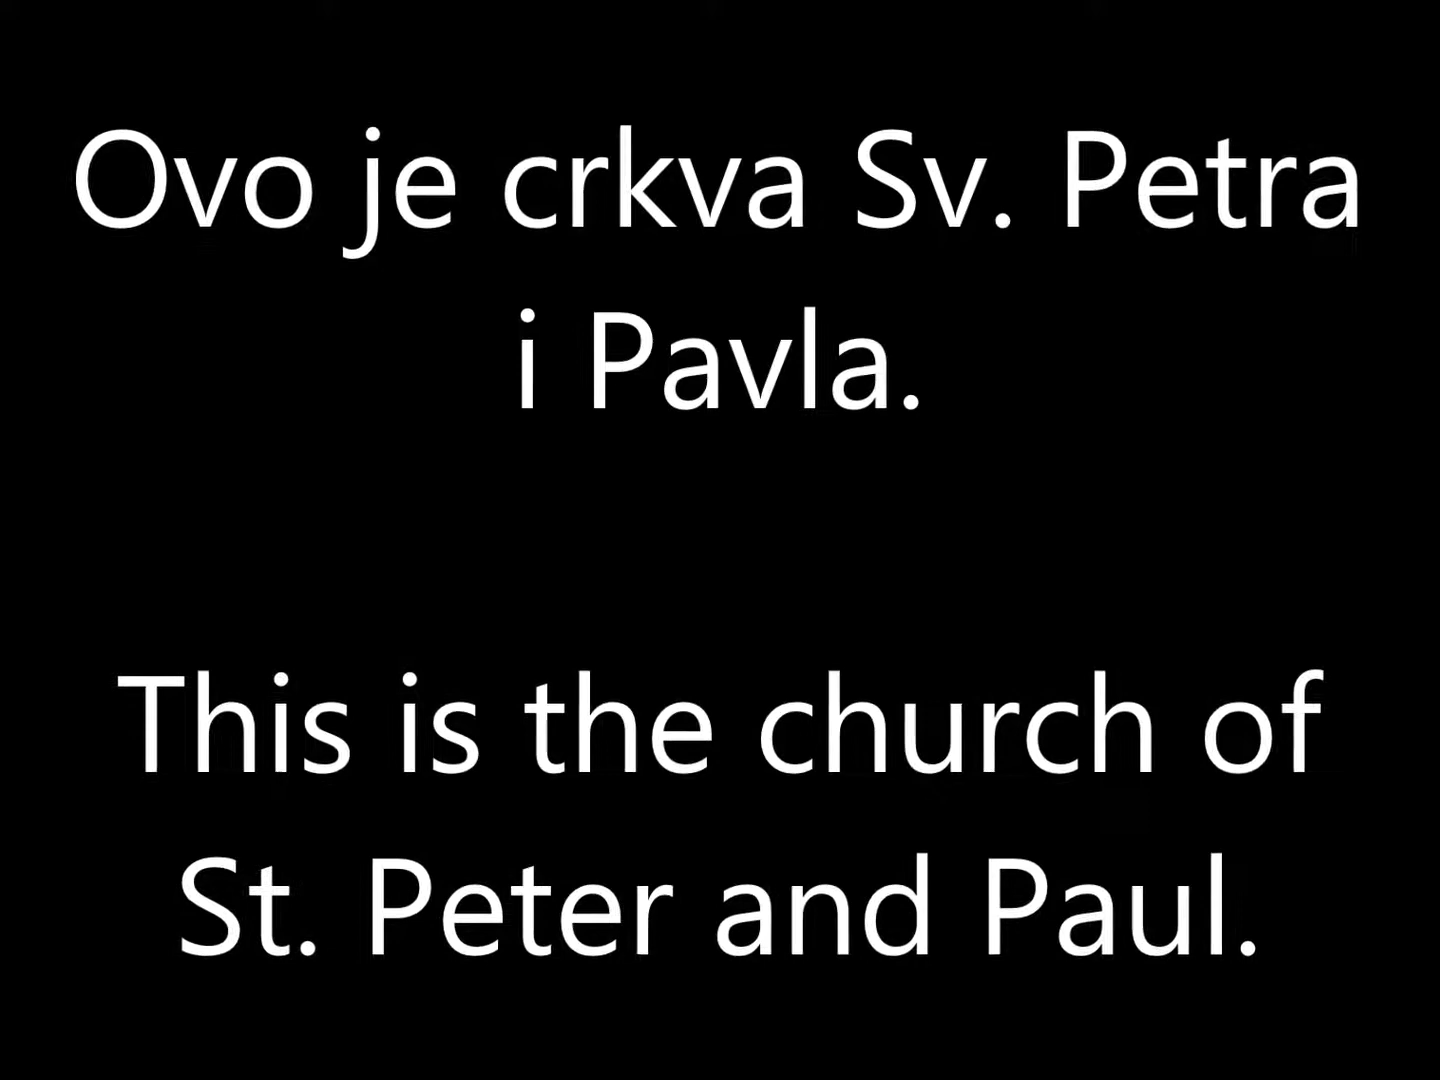 Ovo je crkva Sv. Petra
i Pavla.
This is the church of
St. Peter and Paul.